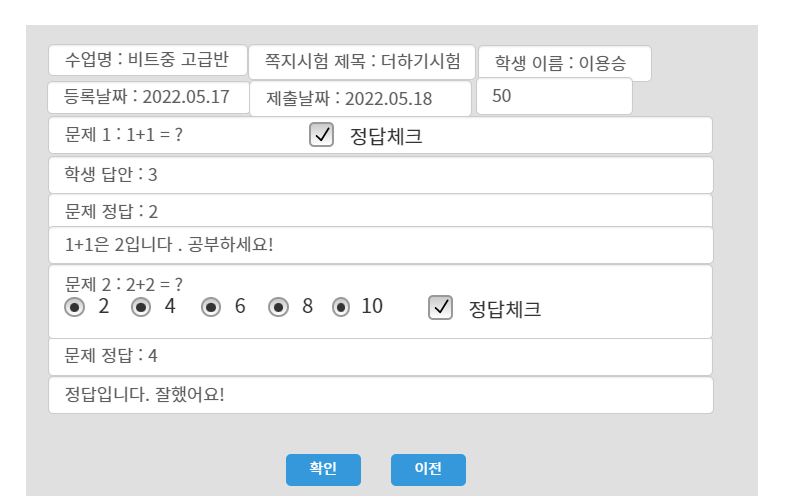 수업명 : 비트중 고급반 쪽지시험 제목 : 더하기시험 학생 이름 : 이용승
등록날짜 : 2022.05.17 제출날짜 : 2022.05.18 50
문제 1 : 1+1 = ? 정답체크
학생 답안 : 3
문제 정답 : 2
1+1은 2입니다 . 공부하세요!
문제 2 : 2+2 = ?
2 4 6 8 10 정답체크
문제 정답 : 4
정답입니다. 잘했어요!
확인 이전